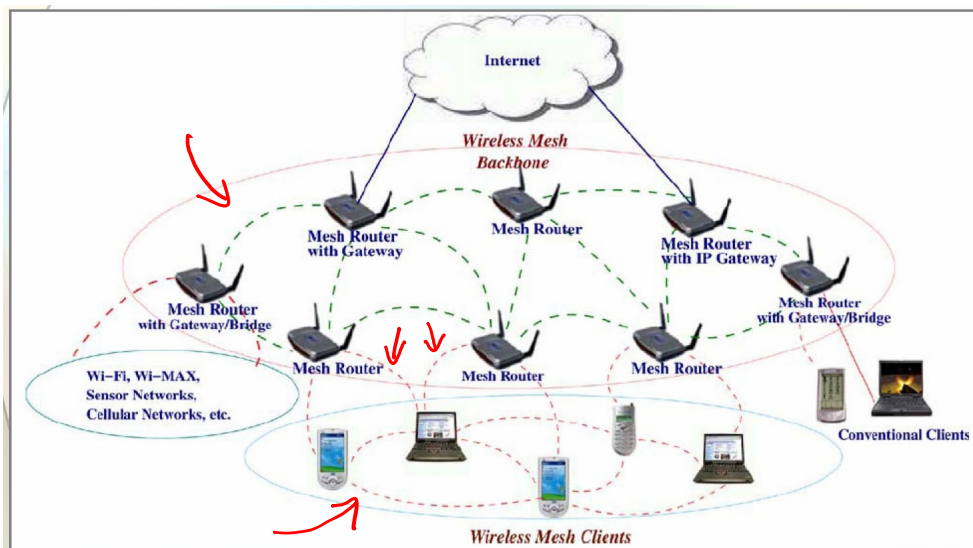 Internet
Wireless Mesh
Backbone
Mesh Router
with Gateway
Mesh Router
Mesh Router
with IP Gateway
Mesh Router
with Gateway/Bridge
Mesh Router
with Gateway/Bridge
Mesh Router
Mesh Router
Mesh Router
Wi-Fi, Wi-MAX,
Sensor Networks,
Cellular Networks, etc.
Conventional Clients
Wireless Mesh Clients